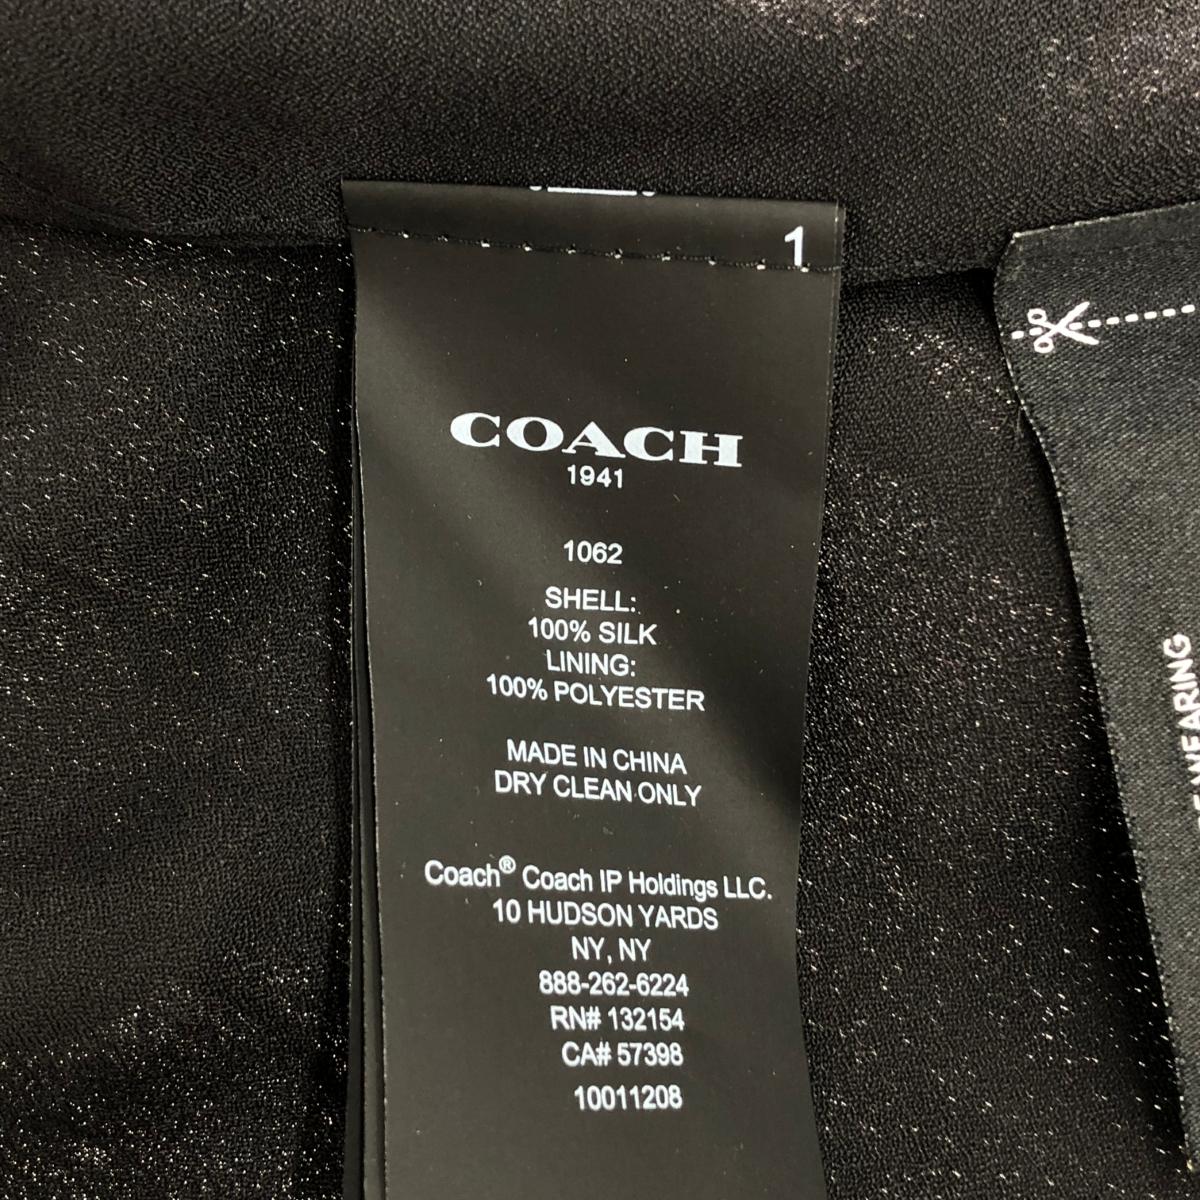 1
COACH
1941
1062
SHELL:
100% SILK
LINING:
100% POLYESTER
MADE IN CHINA
DRY CLEAN ONLY
Coach® Coach IP Holdings LLC.
10 HUDSON YARDS
NY, NY
888-262-6224
RN# 132154
CA# 57398
10011208
WEARING